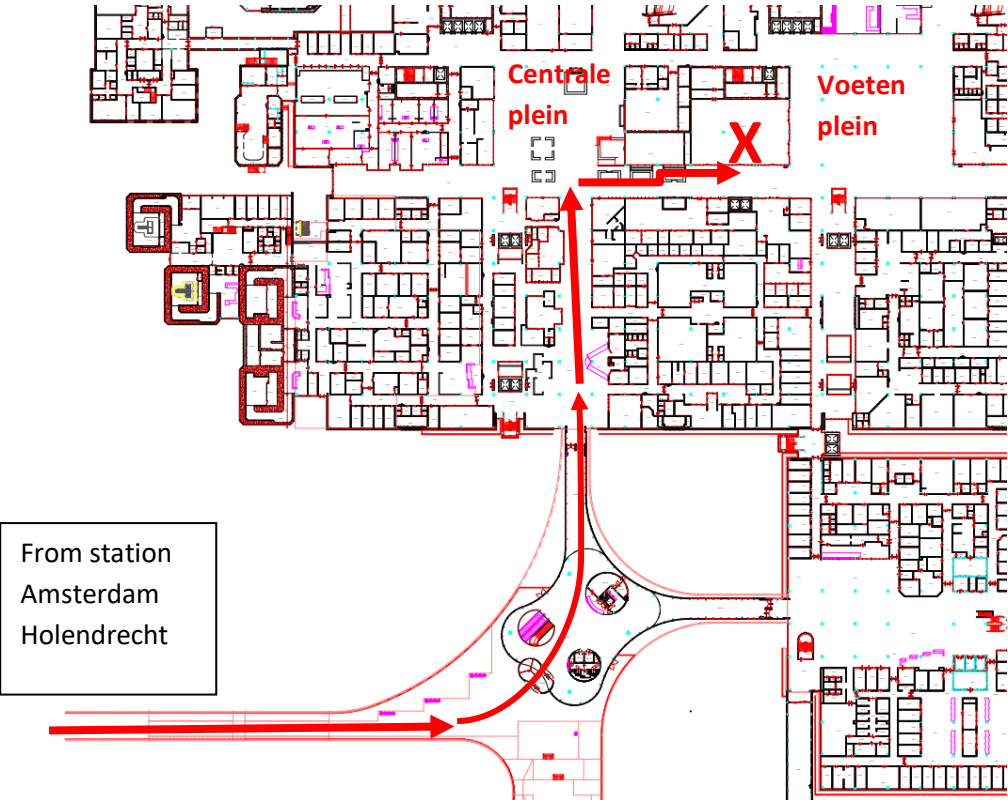 Centrale
plein
Voeten
plein
X
From station
Amsterdam
Holendrecht